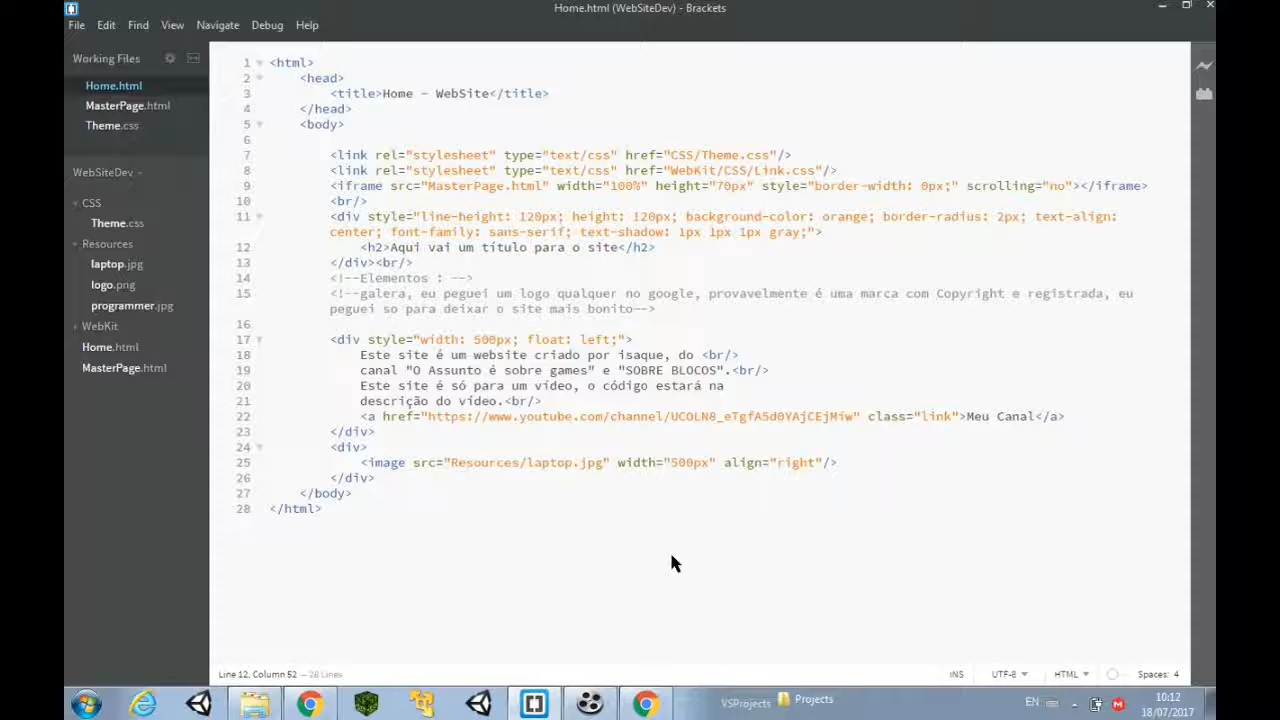 Home.html (WebSiteDev) - Brackets
File Edit Find View Navigate Debug Help
Working Files
Home.html
MasterPage.html
Theme.css
WebSiteDev
CSS
Theme.css
Resources
laptop.jpg
logo.png
programmer.jpg
WebKit
Home.html
MasterPage.html
1 <html>
2 <head>
3 <title>Home - WebSite</title>
4 </head>
5 <body>
6
7 <link rel="stylesheet" type="text/css" href="CSS/Theme.css"/>
8 <link rel="stylesheet" type="text/css" href="WebKit/CSS/Link.css"/>
9 <iframe src="MasterPage.html" width="100%" height="70px" style="border-width: 0px;" scrolling="no"></iframe>
10 <br/>
11 <div style="line-height: 120px; height: 120px; background-color: orange; border-radius: 2px; text-align:
center; font-family: sans-serif; text-shadow: 1px 1px 1px gray;">
12 <h2>Aqui vai um título para o site</h2>
13 </div><br/>
14 <!--Elementos : -->
15 <!--galera, eu peguei um logo qualquer no google, provavelmente é uma marca com Copyright e registrada, eu
peguei so para deixar o site mais bonito-->
16
17 <div style="width: 500px; float: left;">
18 Este site é um website criado por isaque, do <br/>
19 canal "O Assunto é sobre games" e "SOBRE BLOCOS".<br/>
20 Este site é só para um vídeo, o código estará na
21 descrição do vídeo.<br/>
22 <a href="https://www.youtube.com/channel/UCOLN8_eTgfA5d0YAjCEjMiw" class="link">Meu Canal</a>
23 </div>
24 <div>
25 <image src="Resources/laptop.jpg" width="500px" align="right"/>
26 </div>
27 </body>
28 </html>
Line 12, Column 52 — 28 Lines
INS UTF-8 HTML Spaces: 4
VSProjects Projects
EN
10:12
18/07/2017